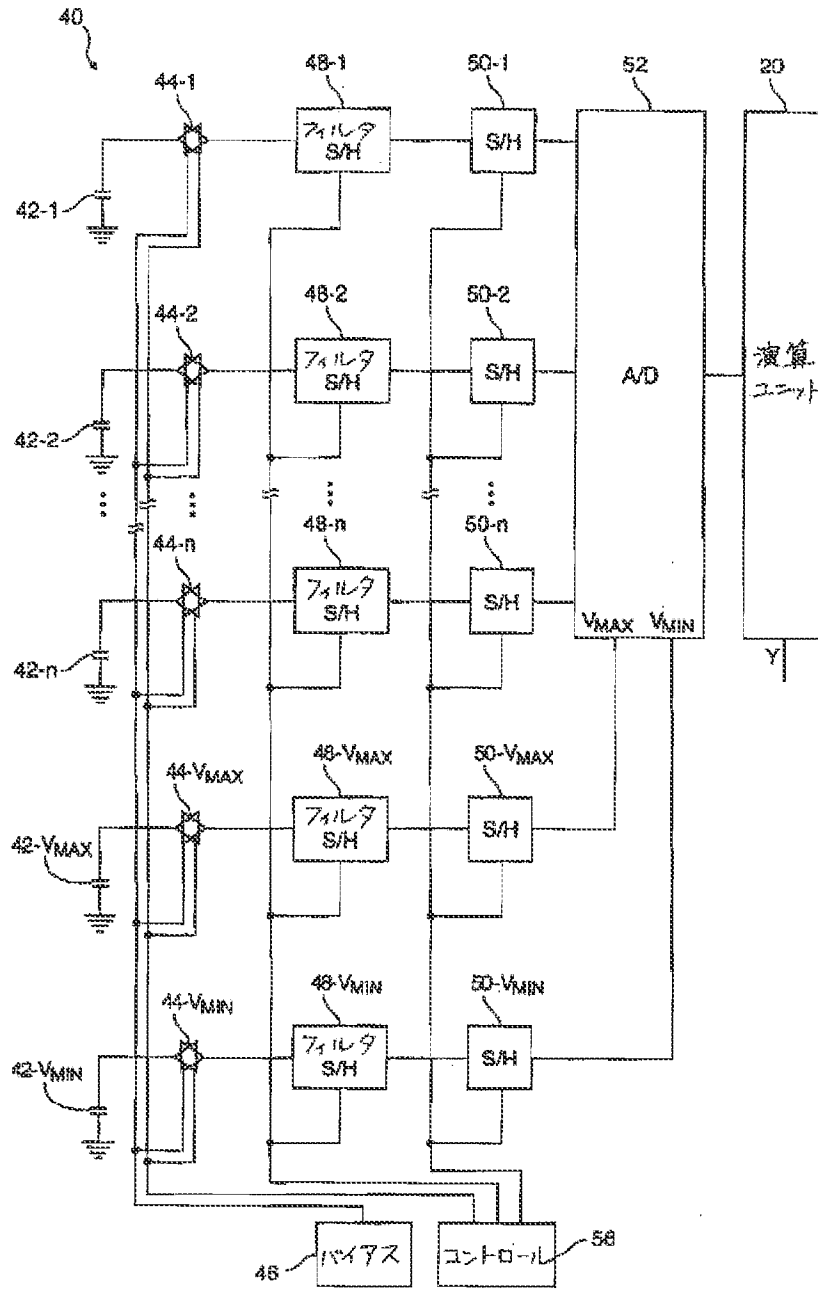 40
44-1
48-1
50-1
52
20
フィルタ
S/H
S/H
42-1
44-2
48-2
50-2
フィルタ
S/H
S/H
A/D
演算
ユニット
42-2
44-n
48-n
50-n
フィルタ
S/H
S/H
VMAX VMIN
Y
42-n
44-VMAX
48-VMAX
50-VMAX
フィルタ
S/H
S/H
42-VMAX
44-VMIN
48-VMIN
50-VMIN
フィルタ
S/H
S/H
42-VMIN
バイアス
コントロール
46
56